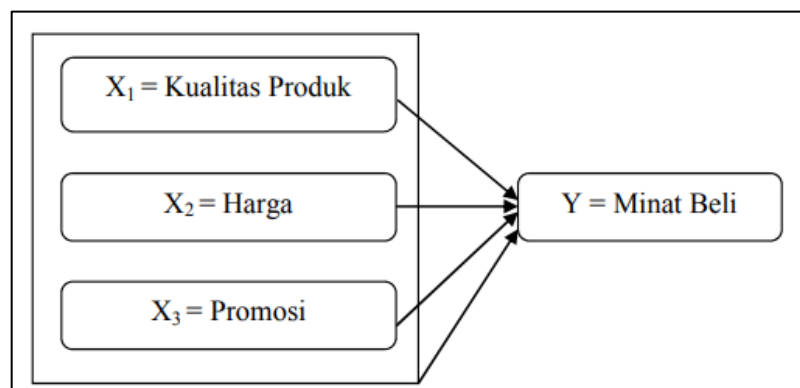 X₁ = Kualitas Produk
X₂ = Harga
Y = Minat Beli
X₃ = Promosi